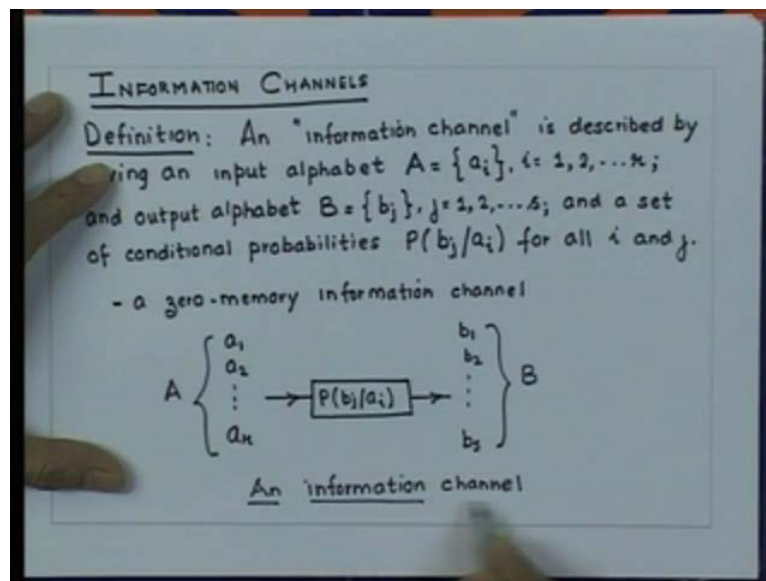 INFORMATION CHANNELS
Definition: An "information channel" is described by
ving an input alphabet A = {ai}, i = 1, 2, ... r;
and output alphabet B = {bj}, j = 1, 2, ... s; and a set
of conditional probabilities P(bj/ai) for all i and j.
- a zero-memory information channel
a1 b1
a2 b2
A ⋮ P(bj/ai) ⋮ B
ar bs
An information channel